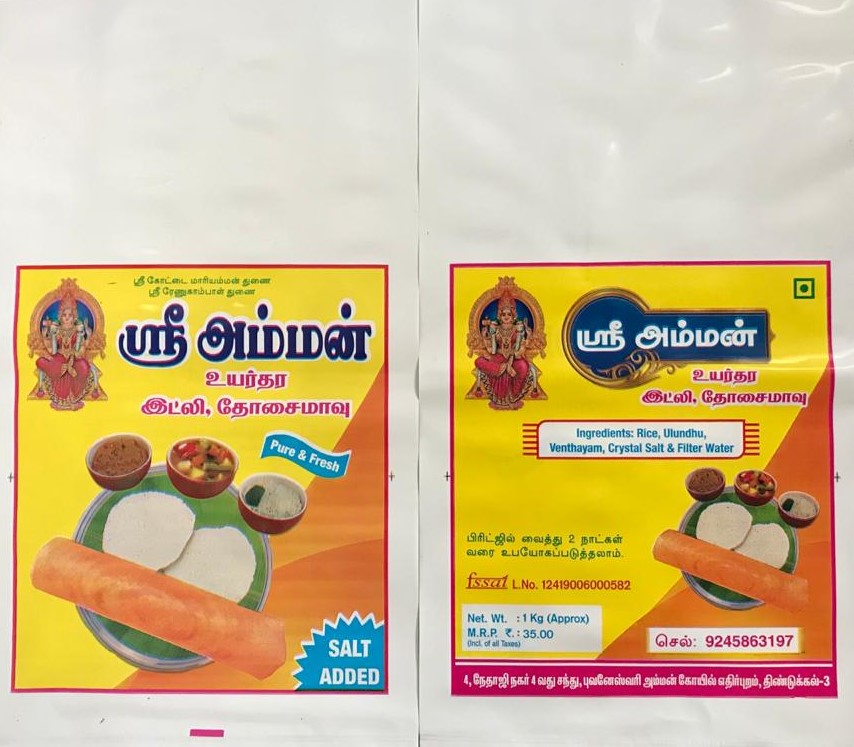 ஸ்ரீ கோட்டை மாரியம்மன் துணை
ஸ்ரீ ரேணுகாம்பாள் துணை
ஸ்ரீ அம்மன்
உயர்தர
இட்லி, தோசைமாவு
Pure & Fresh
SALT
ADDED
ஸ்ரீ அம்மன்
உயர்தர
இட்லி, தோசைமாவு
Ingredients: Rice, Ulundhu,
Venthayam, Crystal Salt & Filter Water
பிரிட்ஜில் வைத்து 2 நாட்கள்
வரை உபயோகப்படுத்தலாம்.
fssai L.No. 12419006000582
Net. Wt. : 1 Kg (Approx)
M.R.P. ₹. : 35.00
(Incl. of all Taxes)
செல்: 9245863197
4, நேதாஜி நகர் 4 வது சந்து, புவனேஸ்வரி அம்மன் கோயில் எதிர்புறம், திண்டுக்கல்-3